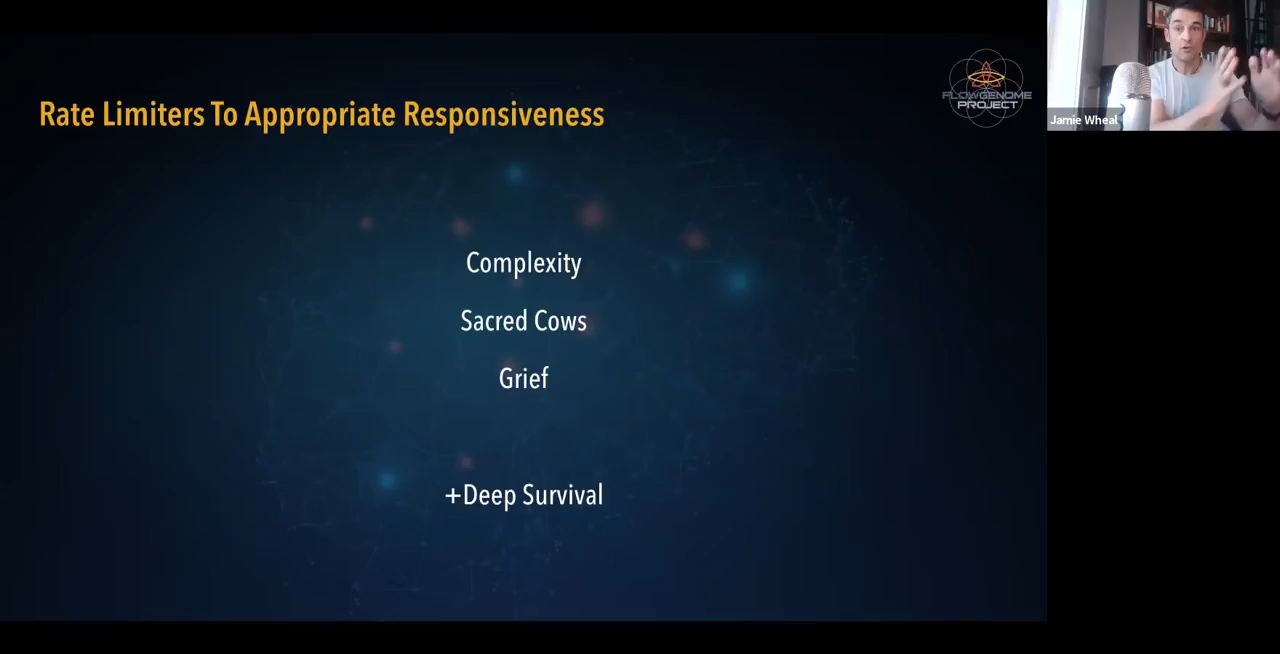 Rate Limiters To Appropriate Responsiveness
FLOWGENOME
PROJECT
Jamie Wheal
Complexity
Sacred Cows
Grief
+Deep Survival